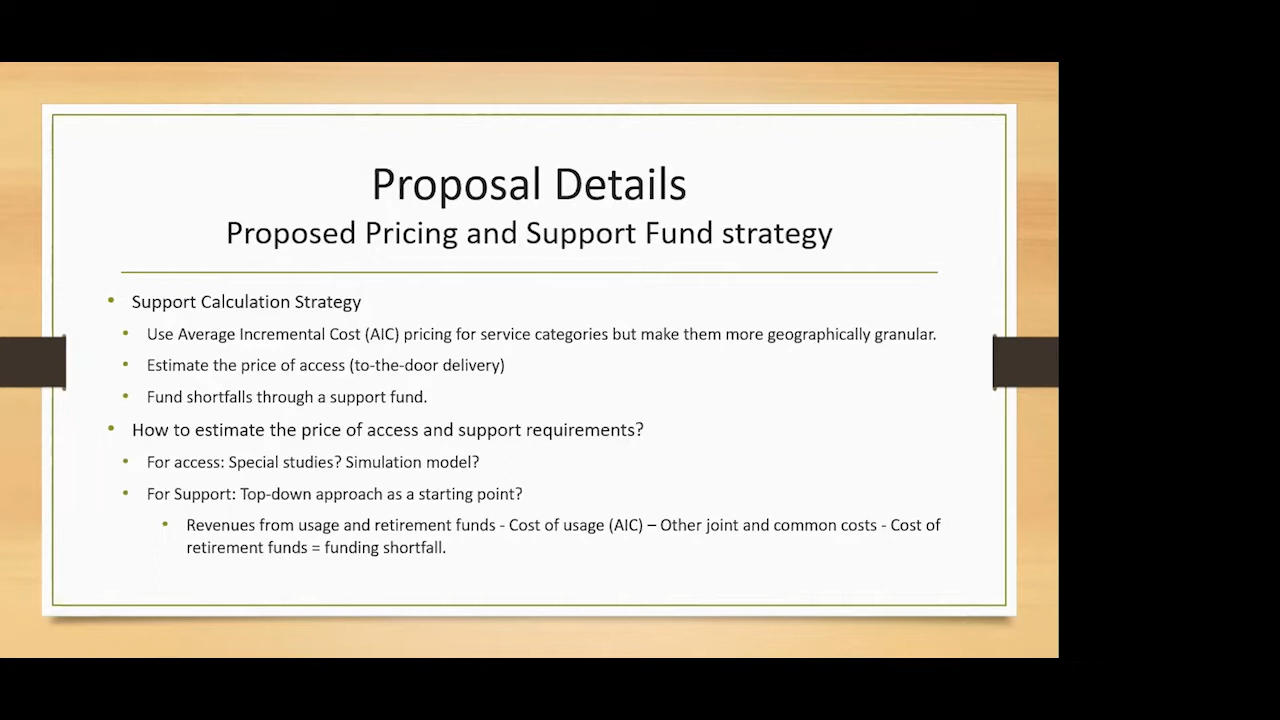 Proposal Details
Proposed Pricing and Support Fund strategy
• Support Calculation Strategy
• Use Average Incremental Cost (AIC) pricing for service categories but make them more geographically granular.
• Estimate the price of access (to-the-door delivery)
• Fund shortfalls through a support fund.
• How to estimate the price of access and support requirements?
• For access: Special studies? Simulation model?
• For Support: Top-down approach as a starting point?
• Revenues from usage and retirement funds - Cost of usage (AIC) – Other joint and common costs - Cost of
retirement funds = funding shortfall.